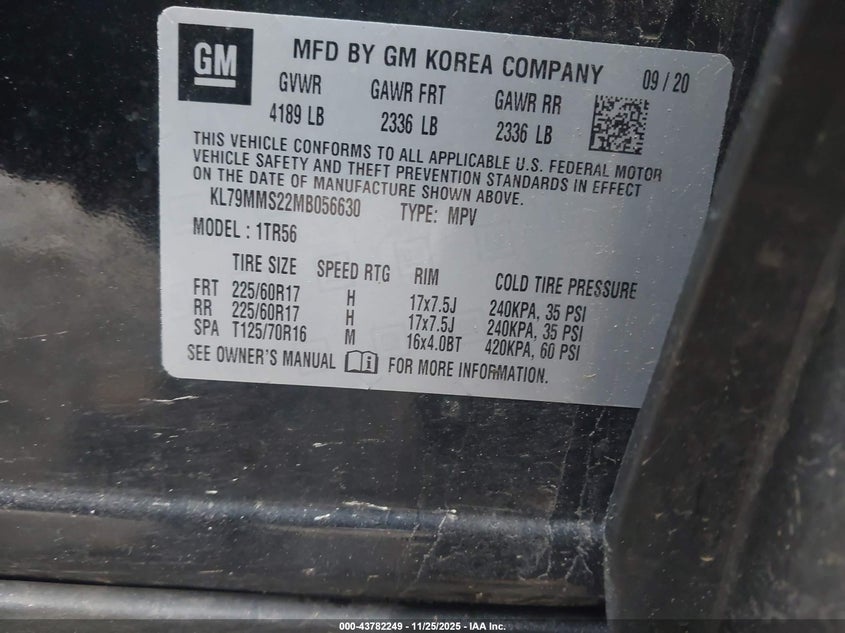 GM MFD BY GM KOREA COMPANY 09 / 20
GVWR GAWR FRT GAWR RR
4189 LB 2336 LB 2336 LB
THIS VEHICLE CONFORMS TO ALL APPLICABLE U.S. FEDERAL MOTOR
VEHICLE SAFETY AND THEFT PREVENTION STANDARDS IN EFFECT
ON THE DATE OF MANUFACTURE SHOWN ABOVE.
KL79MMS22MB056630 TYPE: MPV
MODEL : 1TR56
TIRE SIZE SPEED RTG RIM COLD TIRE PRESSURE
FRT 225/60R17 H 17x7.5J 240KPA, 35 PSI
RR 225/60R17 H 17x7.5J 240KPA, 35 PSI
SPA T125/70R16 M 16x4.0BT 420KPA, 60 PSI
SEE OWNER'S MANUAL i FOR MORE INFORMATION.
000-43782249 - 11/25/2025 - IAA Inc.